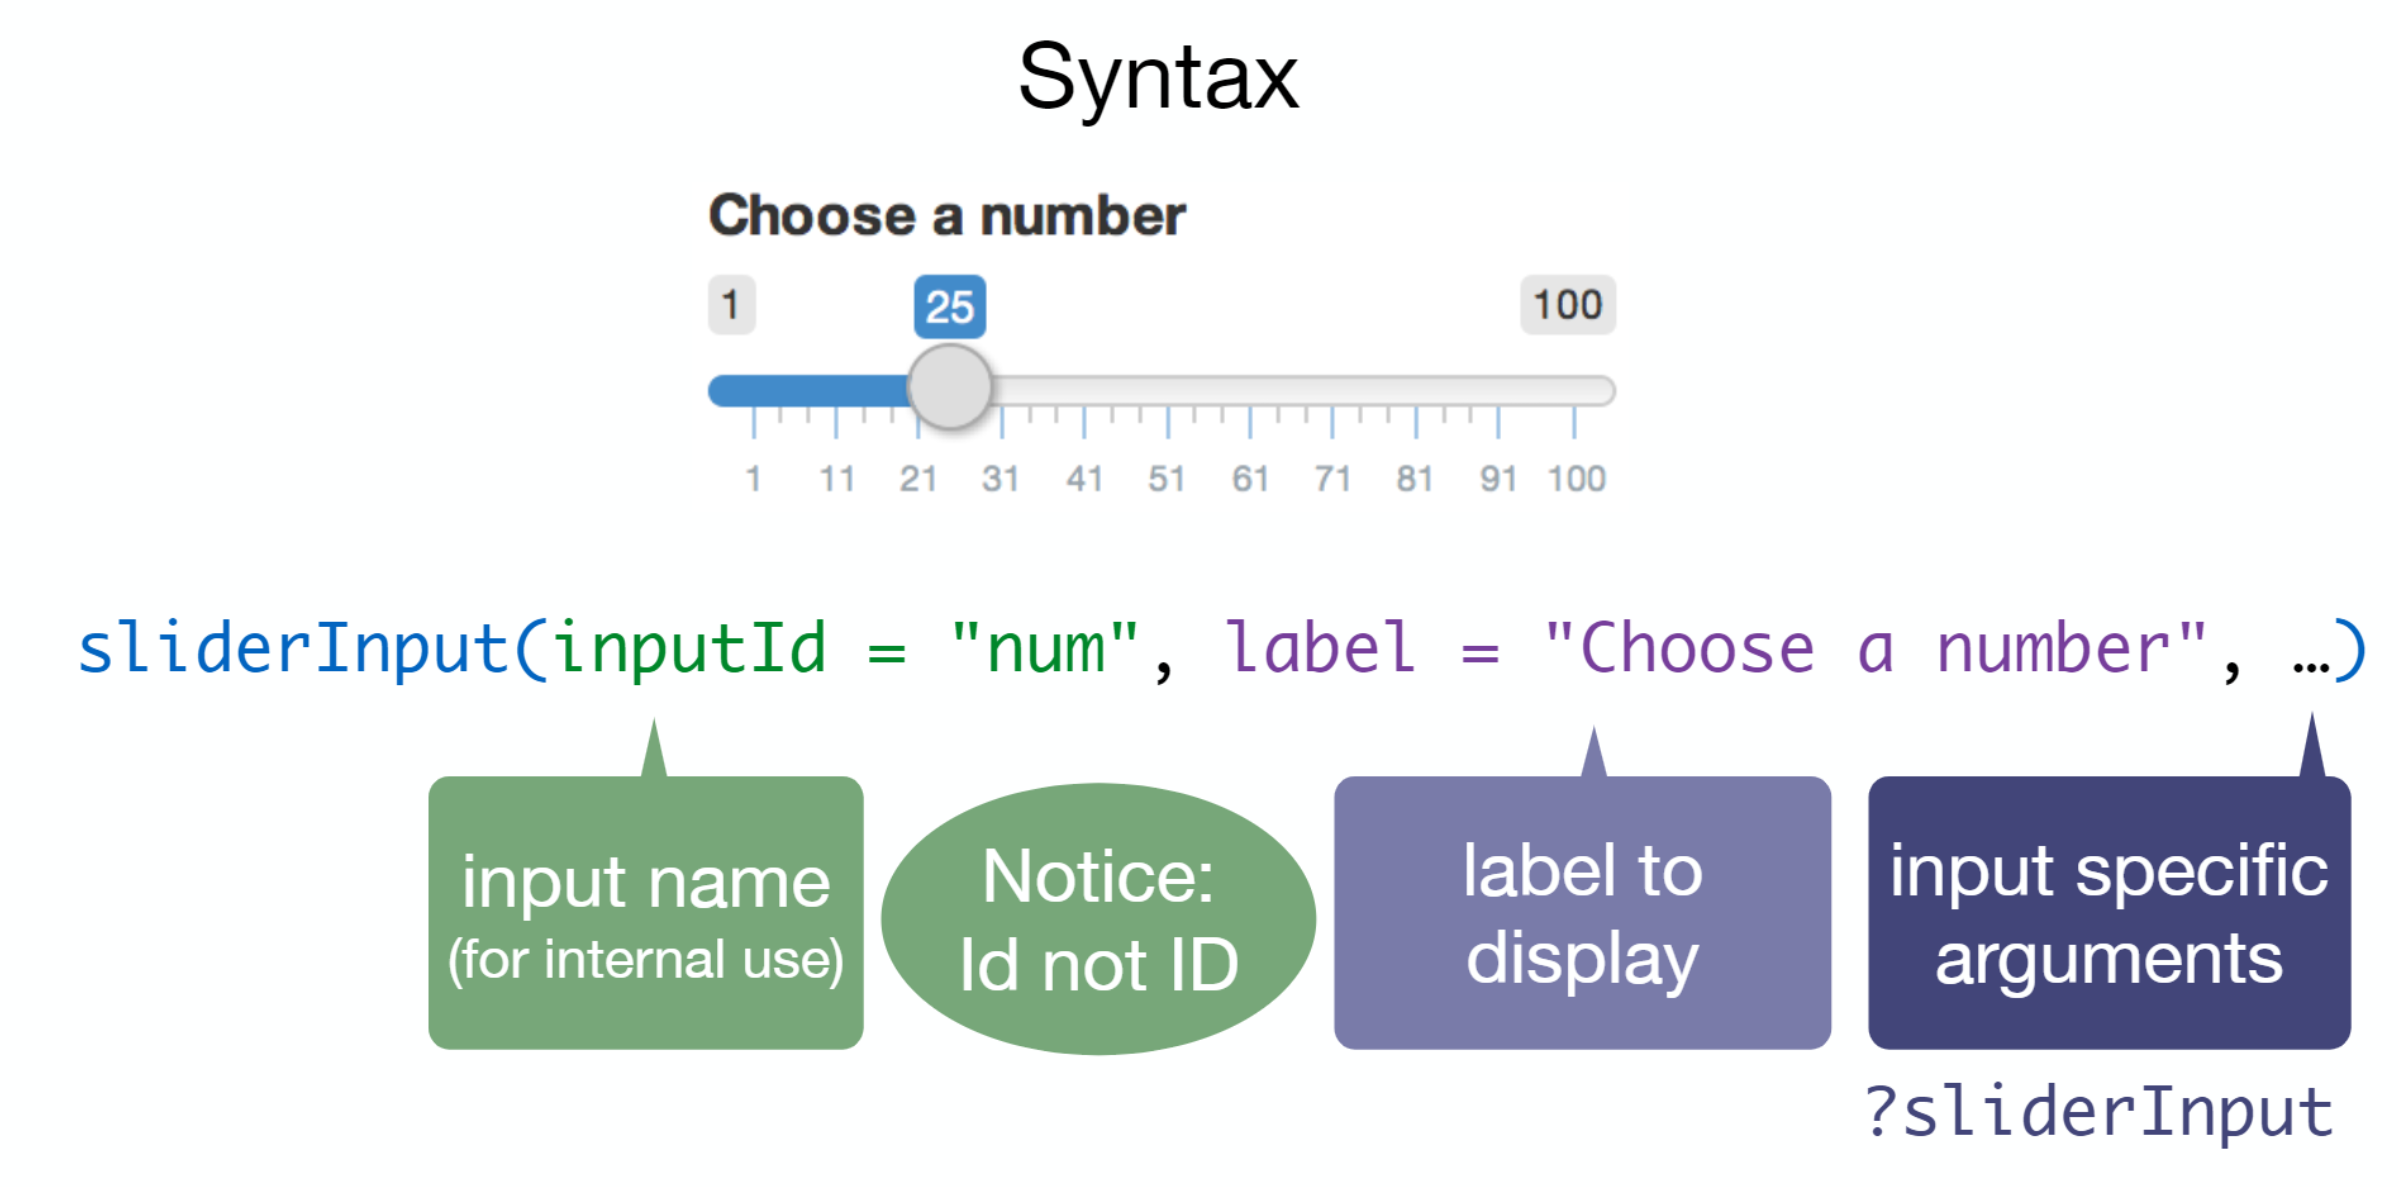 Syntax
Choose a number
1 25 100
1 11 21 31 41 51 61 71 81 91 100
sliderInput(inputId = "num", label = "Choose a number", …)
input name
(for internal use)
Notice:
Id not ID
label to
display
input specific
arguments
?sliderInput